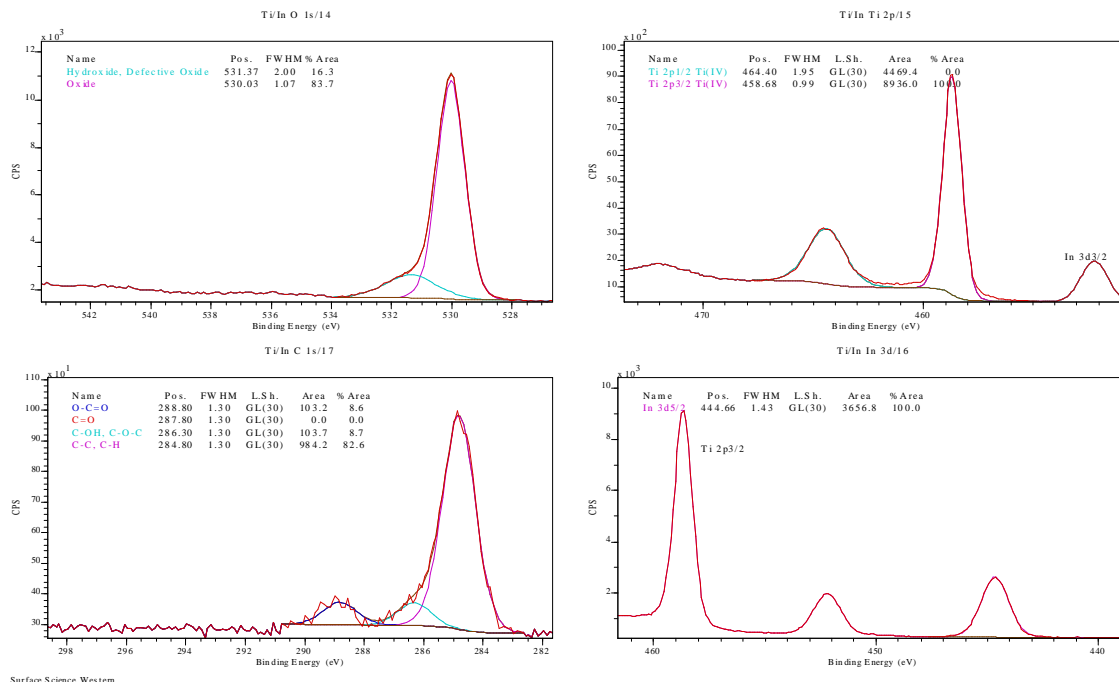 Ti/In O 1s/14
x 10^3
Name Pos. FWHM % Area
Hydroxide, Defective Oxide 531.37 2.00 16.3
Oxide 530.03 1.07 83.7
12
10
8
6
4
2
CPS
542 540 538 536 534 532 530 528
Binding Energy (eV)
Ti/In Ti 2p/15
x 10^2
Name Pos. FWHM L.Sh. Area % Area
Ti 2p1/2 Ti(IV) 464.40 1.95 GL(30) 4469.4 0.0
Ti 2p3/2 Ti(IV) 458.68 0.99 GL(30) 8936.0 100.0
100
90
80
70
60
50
40
30
20
10
CPS
In 3d3/2
470 460
Binding Energy (eV)
Ti/In C 1s/17
x 10^1
Name Pos. FWHM L.Sh. Area % Area
O-C=O 288.80 1.30 GL(30) 103.2 8.6
C=O 287.80 1.30 GL(30) 0.0 0.0
C-OH, C-O-C 286.30 1.30 GL(30) 103.7 8.7
C-C, C-H 284.80 1.30 GL(30) 984.2 82.6
110
100
90
80
70
60
50
40
30
CPS
298 296 294 292 290 288 286 284 282
Binding Energy (eV)
Ti/In In 3d/16
x 10^3
Name Pos. FWHM L.Sh. Area % Area
In 3d5/2 444.66 1.43 GL(30) 3656.8 100.0
Ti 2p3/2
10
8
6
4
2
CPS
460 450 440
Binding Energy (eV)
Surface Science Western